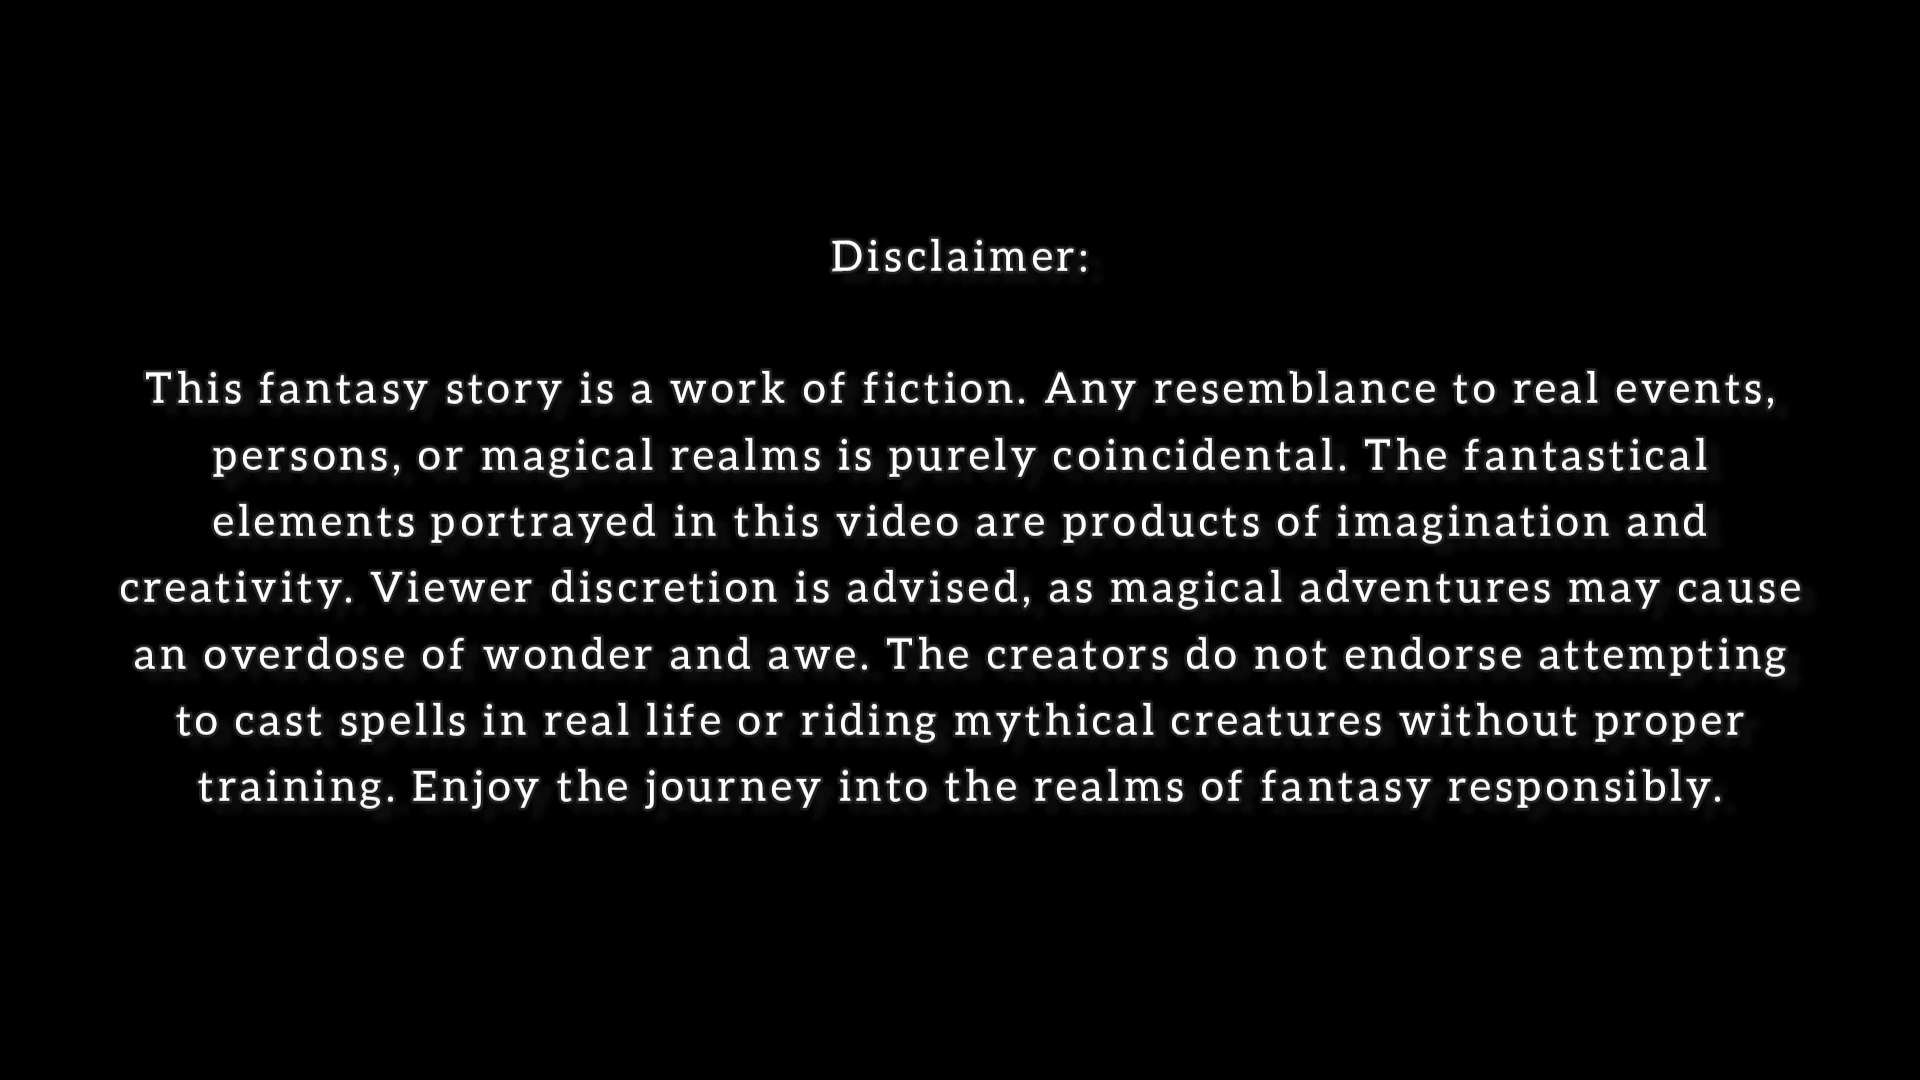 Disclaimer:
This fantasy story is a work of fiction. Any resemblance to real events,
persons, or magical realms is purely coincidental. The fantastical
elements portrayed in this video are products of imagination and
creativity. Viewer discretion is advised, as magical adventures may cause
an overdose of wonder and awe. The creators do not endorse attempting
to cast spells in real life or riding mythical creatures without proper
training. Enjoy the journey into the realms of fantasy responsibly.